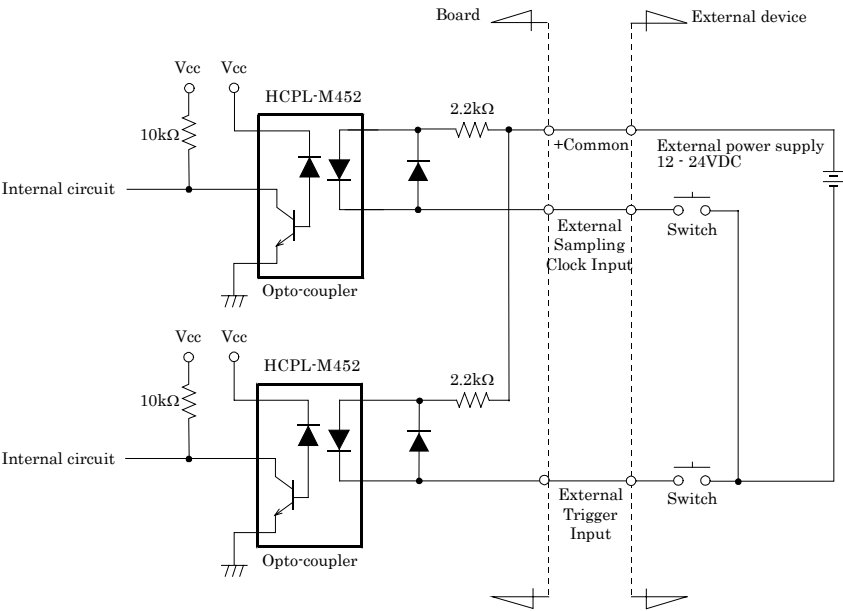 Board
External device
Vcc
Vcc
HCPL-M452
2.2kΩ
10kΩ
+Common
External power supply
12 - 24VDC
Internal circuit
External
Sampling
Clock Input
Switch
Opto-coupler
Vcc
Vcc
HCPL-M452
2.2kΩ
10kΩ
Internal circuit
External
Trigger
Input
Switch
Opto-coupler